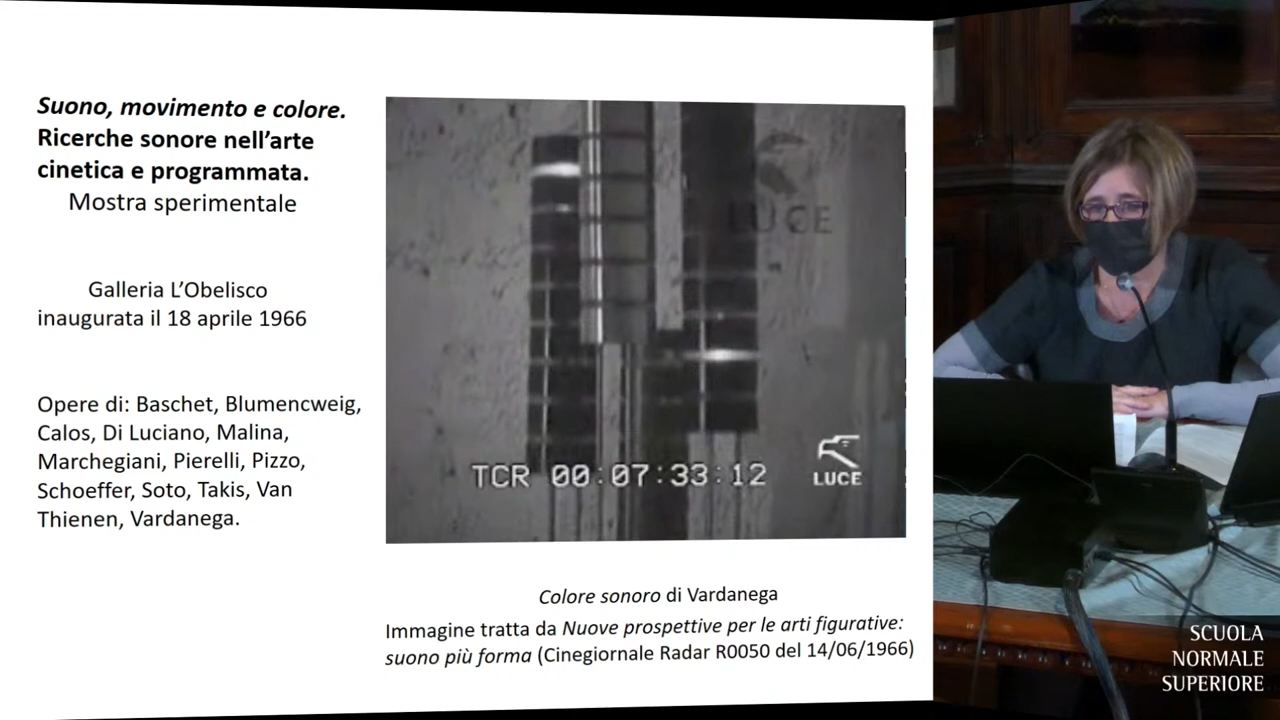 Suono, movimento e colore.
Ricerche sonore nell'arte
cinetica e programmata.
Mostra sperimentale
Galleria L'Obelisco
inaugurata il 18 aprile 1966
Opere di: Baschet, Blumencweig,
Calos, Di Luciano, Malina,
Marchegiani, Pierelli, Pizzo,
Schoeffer, Soto, Takis, Van
Thienen, Vardanega.
LUCE
TCR 00:07:33:12
LUCE
Colore sonoro di Vardanega
Immagine tratta da Nuove prospettive per le arti figurative:
suono più forma (Cinegiornale Radar R0050 del 14/06/1966)
SCUOLA
NORMALE
SUPERIORE